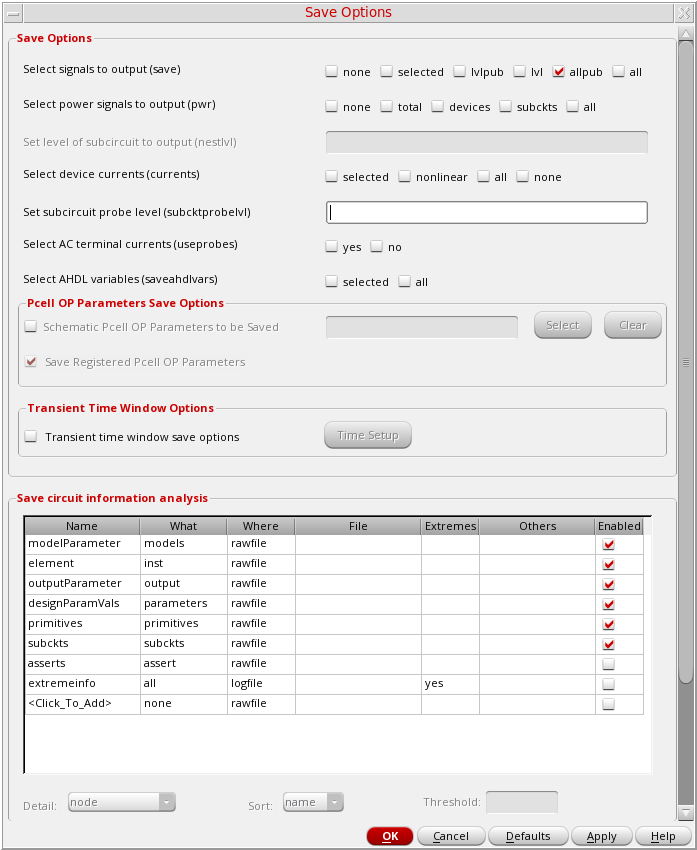 Save Options
Save Options
Select signals to output (save) none selected lvlpub lvl allpub all
Select power signals to output (pwr) none total devices subckts all
Set level of subcircuit to output (nestlvl)
Select device currents (currents) selected nonlinear all none
Set subcircuit probe level (subcktprobelvl)
Select AC terminal currents (useprobes) yes no
Select AHDL variables (saveahdlvars) selected all
Pcell OP Parameters Save Options
Schematic Pcell OP Parameters to be Saved Select Clear
Save Registered Pcell OP Parameters
Transient Time Window Options
Transient time window save options Time Setup
Save circuit information analysis
Name What Where File Extremes Others Enabled
modelParameter models rawfile
element inst rawfile
outputParameter output rawfile
designParamVals parameters rawfile
primitives primitives rawfile
subckts subckts rawfile
asserts assert rawfile
extremeinfo all logfile yes
<Click_To_Add> none rawfile
Detail: node Sort: name Threshold:
OK Cancel Defaults Apply Help